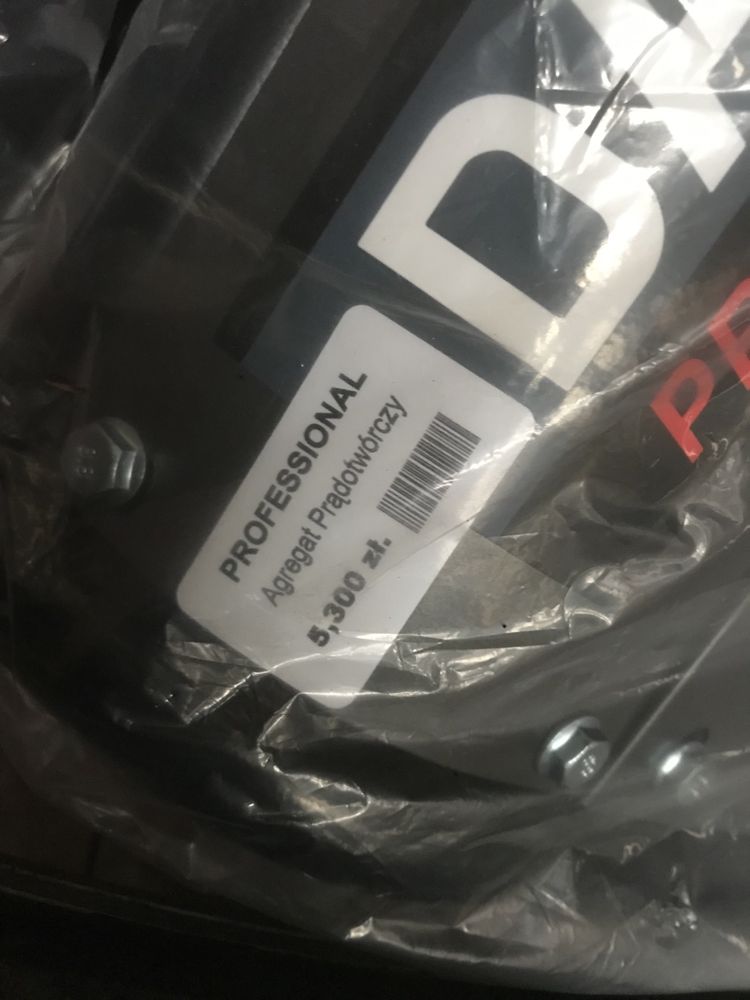 PROFESSIONAL
Agregat Prądotwórczy
5,300 zł.